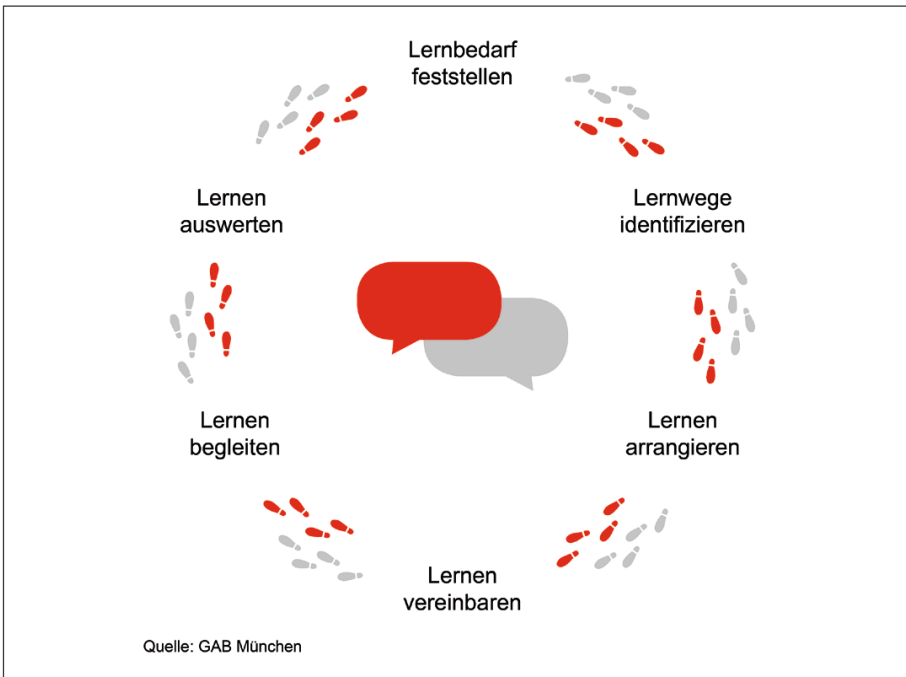 Lernbedarf
feststellen
Lernwege
identifizieren
Lernen
arrangieren
Lernen
vereinbaren
Lernen
begleiten
Lernen
auswerten
Quelle: GAB München